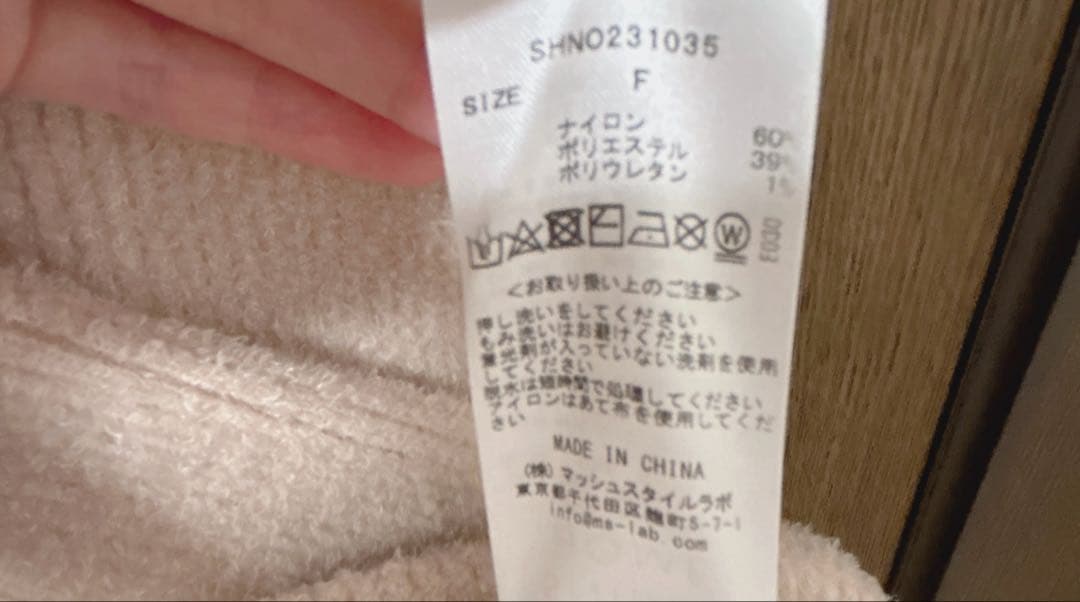 SHNO231035
SIZE F
ナイロン 60%
ポリエステル 39%
ポリウレタン 1%
W
E030
<お取り扱い上のご注意>
押し洗いをしてください
もみ洗いはお避けください
蛍光剤が入っていない洗剤を使用
してください
脱水は短時間で処理してください
アイロンはあて布を使用してくだ
さい
MADE IN CHINA
(株)マッシュスタイルラボ
東京都千代田区麹町5-7-1
info@ms-lab.com